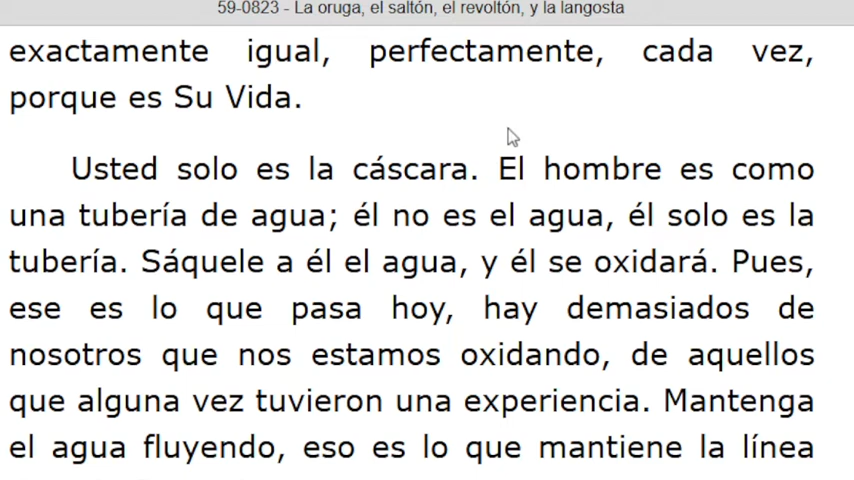 59-0823 - La oruga, el saltón, el revoltón, y la langosta
exactamente igual, perfectamente, cada vez,
porque es Su Vida.
Usted solo es la cáscara. El hombre es como
una tubería de agua; él no es el agua, él solo es la
tubería. Sáquele a él el agua, y él se oxidará. Pues,
ese es lo que pasa hoy, hay demasiados de
nosotros que nos estamos oxidando, de aquellos
que alguna vez tuvieron una experiencia. Mantenga
el agua fluyendo, eso es lo que mantiene la línea